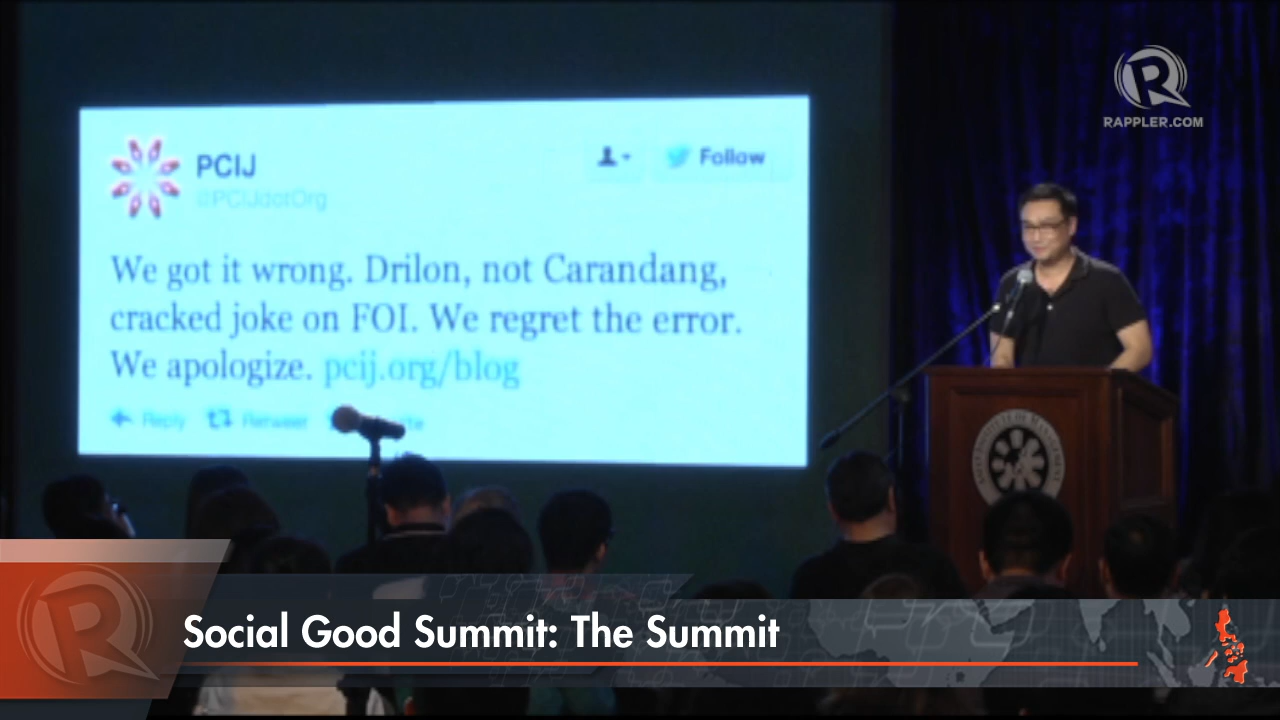 RAPPLER.COM
PCIJ
@PCIJdotOrg
Follow
We got it wrong. Drilon, not Carandang,
cracked joke on FOI. We regret the error.
We apologize. pcij.org/blog
Reply Retweet
Social Good Summit: The Summit